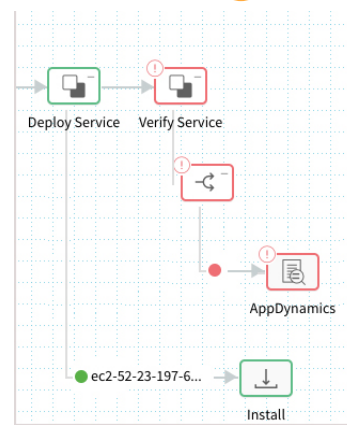 Deploy Service
Verify Service
AppDynamics
ec2-52-23-197-6...
Install